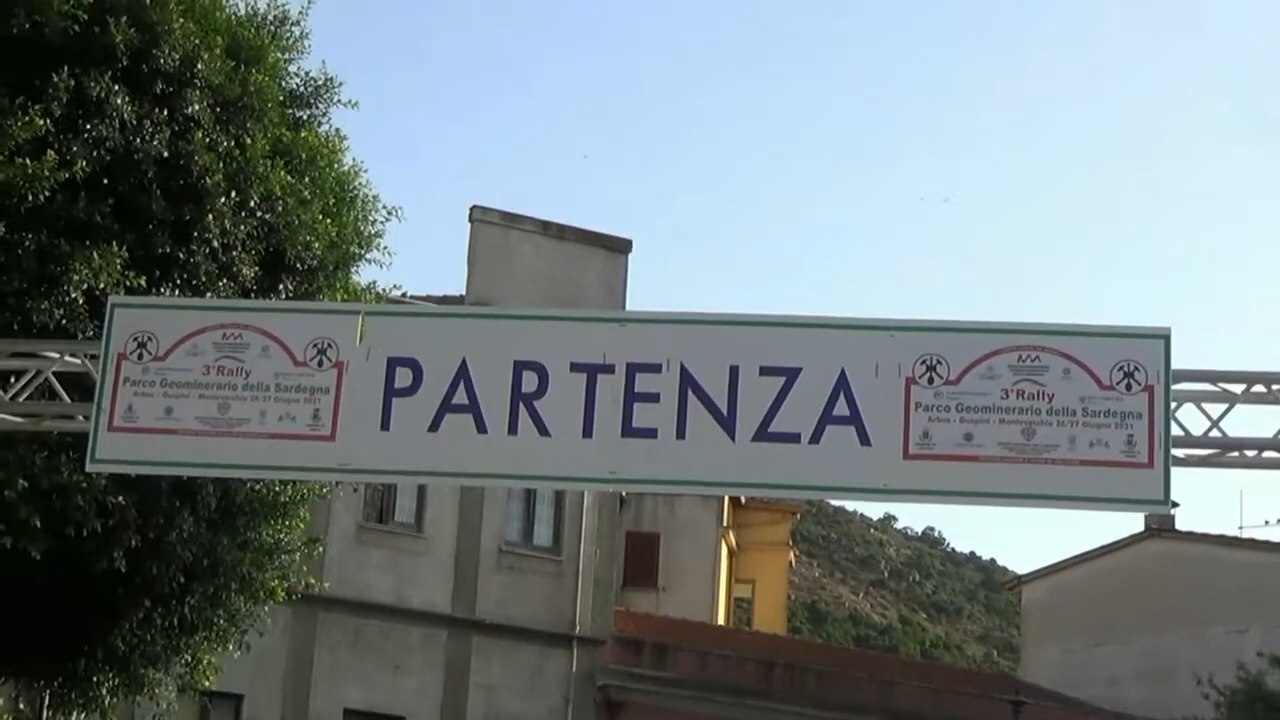 3°Rally
Parco Geominerario della Sardegna
Arbus - Guspini - Montevecchio 26/27 Giugno 2021
PARTENZA
3°Rally
Parco Geominerario della Sardegna
Arbus - Guspini - Montevecchio 26/27 Giugno 2021